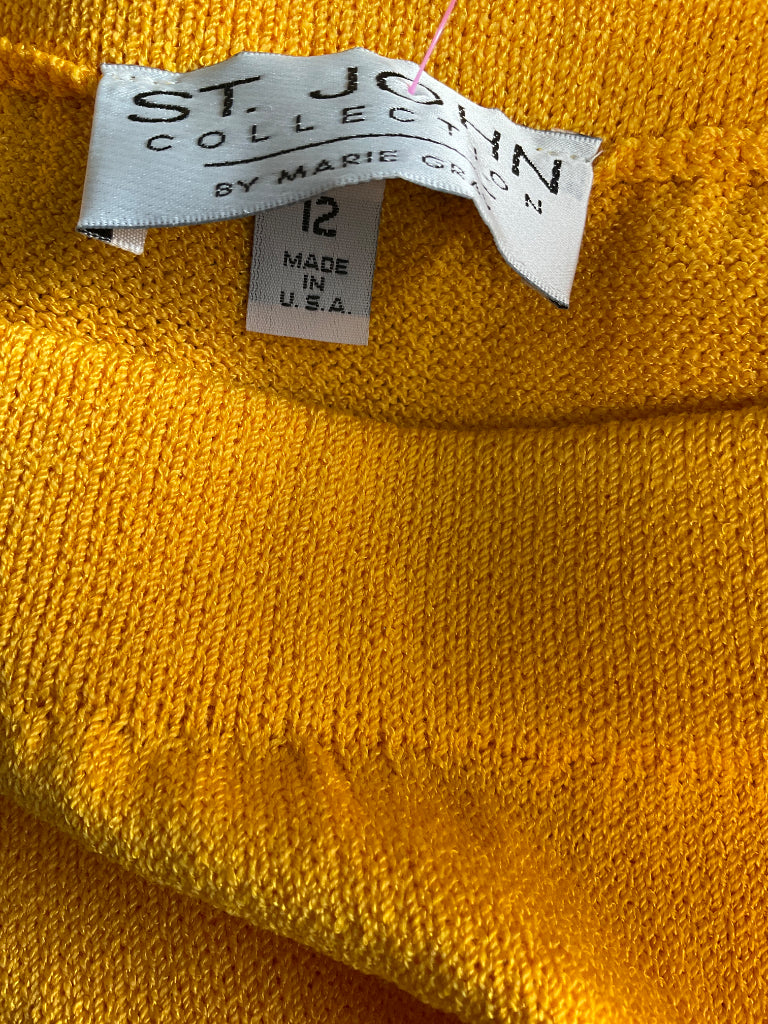 ST. JOHN
COLLECTION
BY MARIE
12
MADE
IN
U.S.A.